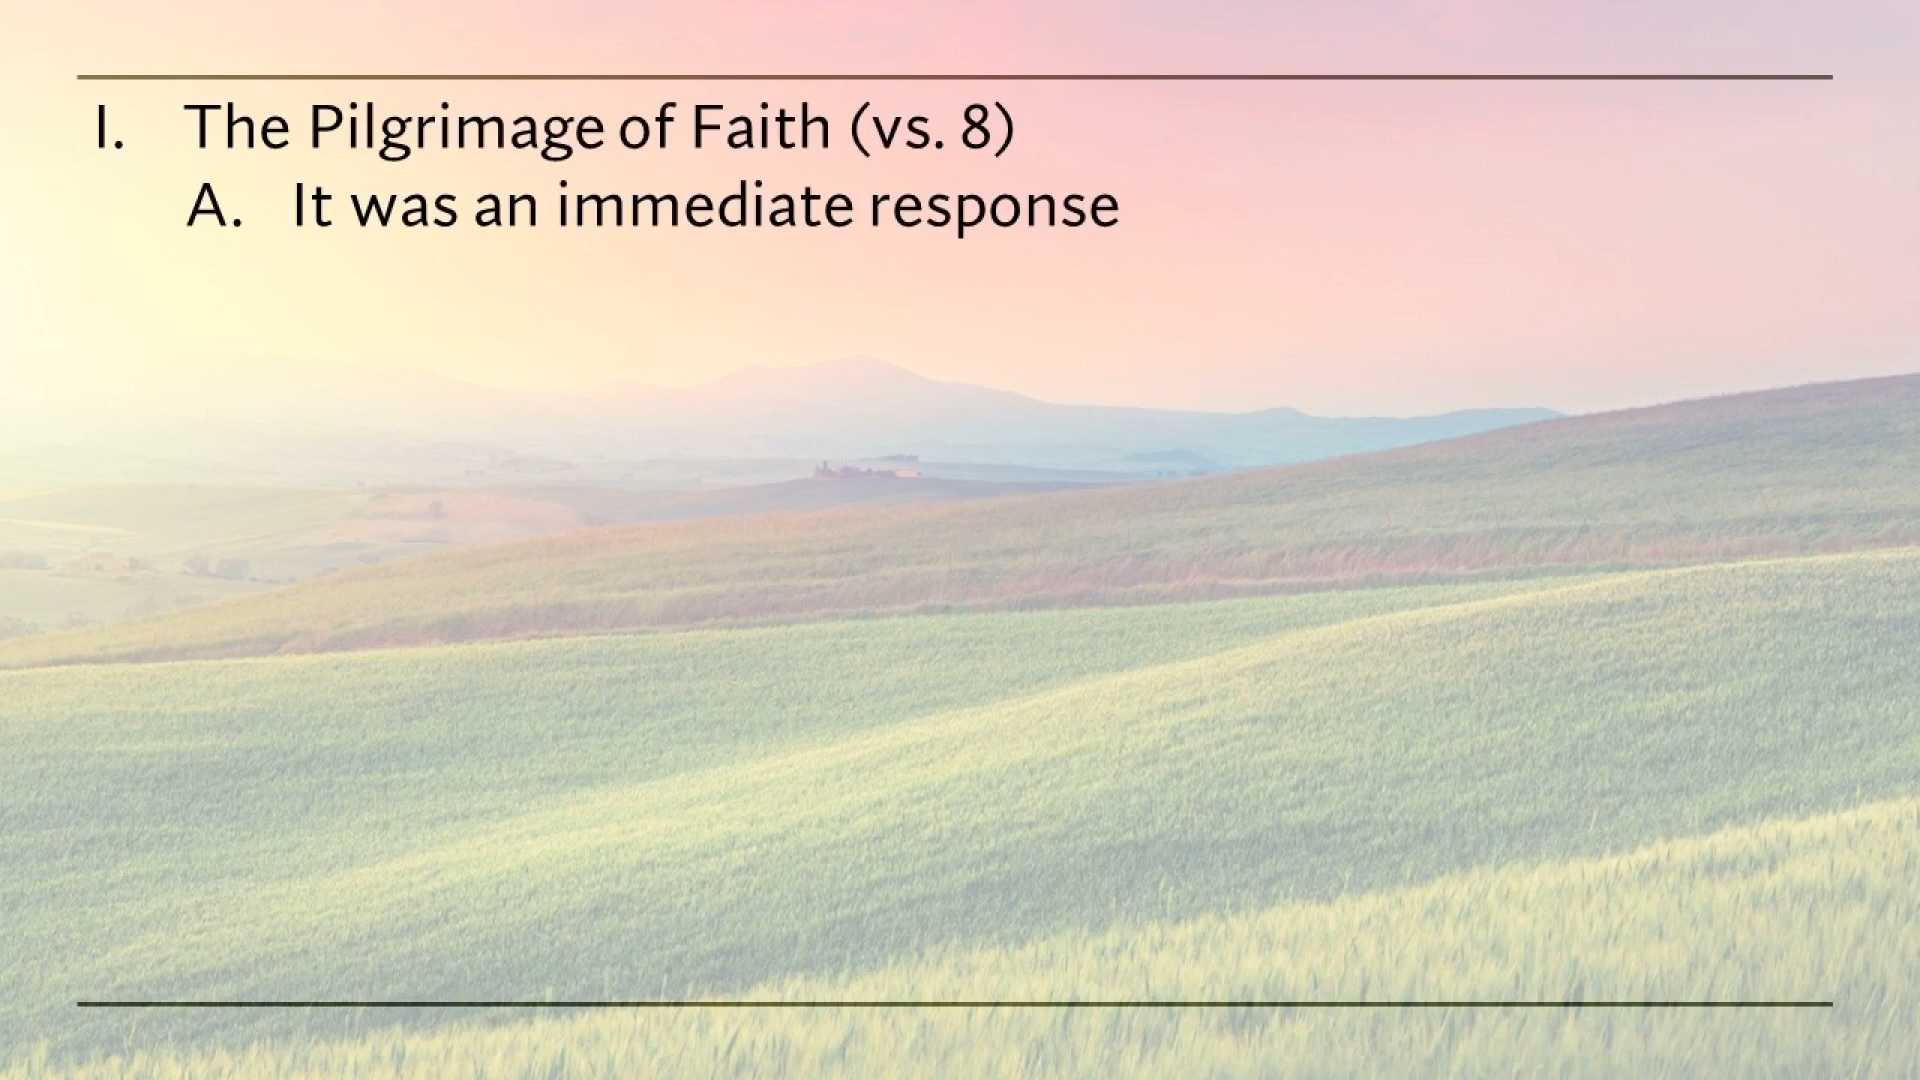 I. The Pilgrimage of Faith (vs. 8)
A. It was an immediate response